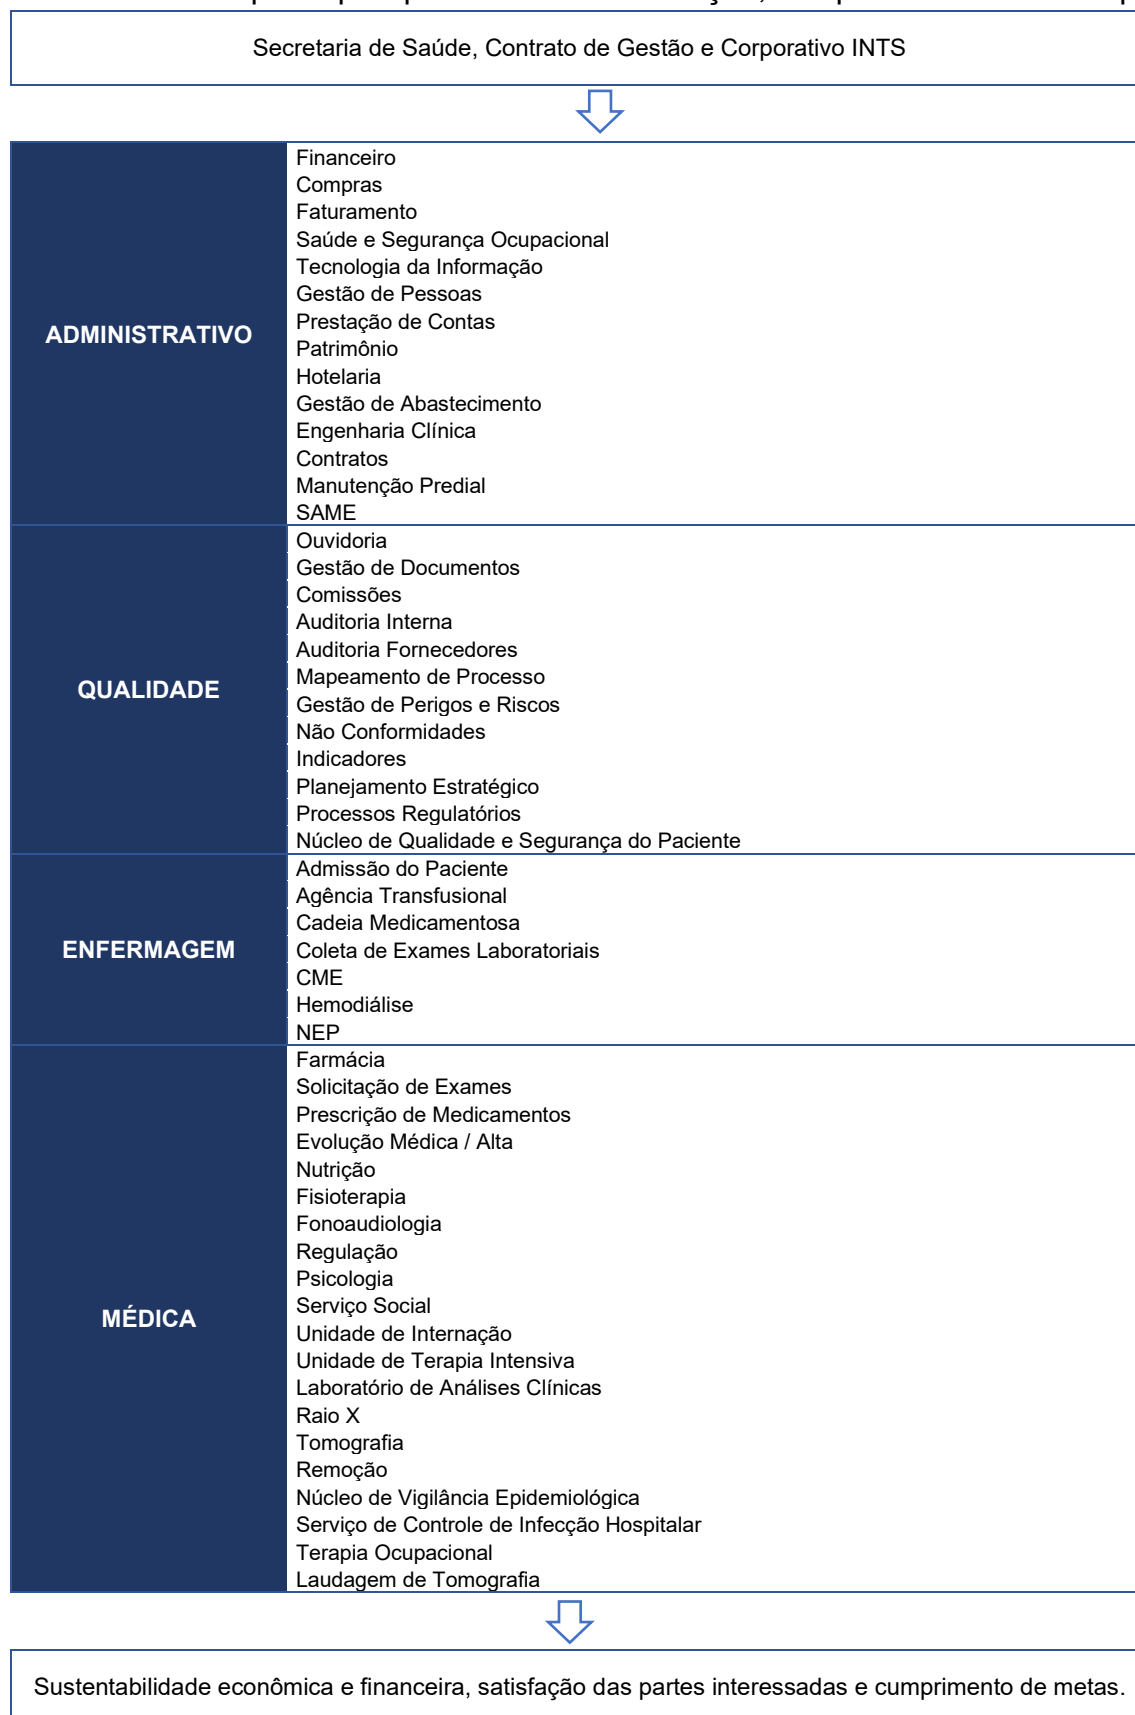 Secretaria de Saúde, Contrato de Gestão e Corporativo INTS
ADMINISTRATIVO
Financeiro
Compras
Faturamento
Saúde e Segurança Ocupacional
Tecnologia da Informação
Gestão de Pessoas
Prestação de Contas
Patrimônio
Hotelaria
Gestão de Abastecimento
Engenharia Clínica
Contratos
Manutenção Predial
SAME
QUALIDADE
Ouvidoria
Gestão de Documentos
Comissões
Auditoria Interna
Auditoria Fornecedores
Mapeamento de Processo
Gestão de Perigos e Riscos
Não Conformidades
Indicadores
Planejamento Estratégico
Processos Regulatórios
Núcleo de Qualidade e Segurança do Paciente
ENFERMAGEM
Admissão do Paciente
Agência Transfusional
Cadeia Medicamentosa
Coleta de Exames Laboratoriais
CME
Hemodiálise
NEP
MÉDICA
Farmácia
Solicitação de Exames
Prescrição de Medicamentos
Evolução Médica / Alta
Nutrição
Fisioterapia
Fonoaudiologia
Regulação
Psicologia
Serviço Social
Unidade de Internação
Unidade de Terapia Intensiva
Laboratório de Análises Clínicas
Raio X
Tomografia
Remoção
Núcleo de Vigilância Epidemiológica
Serviço de Controle de Infecção Hospitalar
Terapia Ocupacional
Laudagem de Tomografia
Sustentabilidade econômica e financeira, satisfação das partes interessadas e cumprimento de metas.